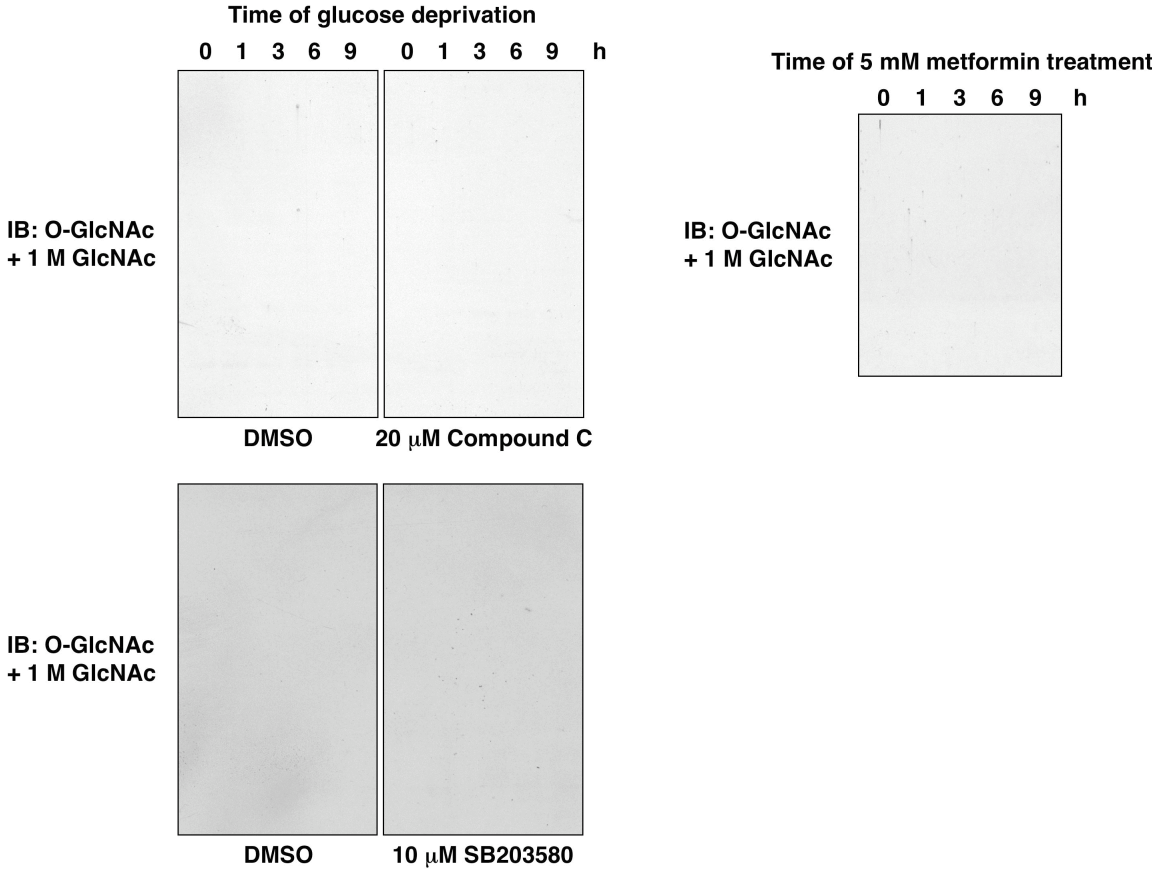 Time of glucose deprivation
0 1 3 6 9 0 1 3 6 9 h
IB: O-GlcNAc
+ 1 M GlcNAc
DMSO 20 μM Compound C
Time of 5 mM metformin treatment
0 1 3 6 9 h
IB: O-GlcNAc
+ 1 M GlcNAc
IB: O-GlcNAc
+ 1 M GlcNAc
DMSO 10 μM SB203580